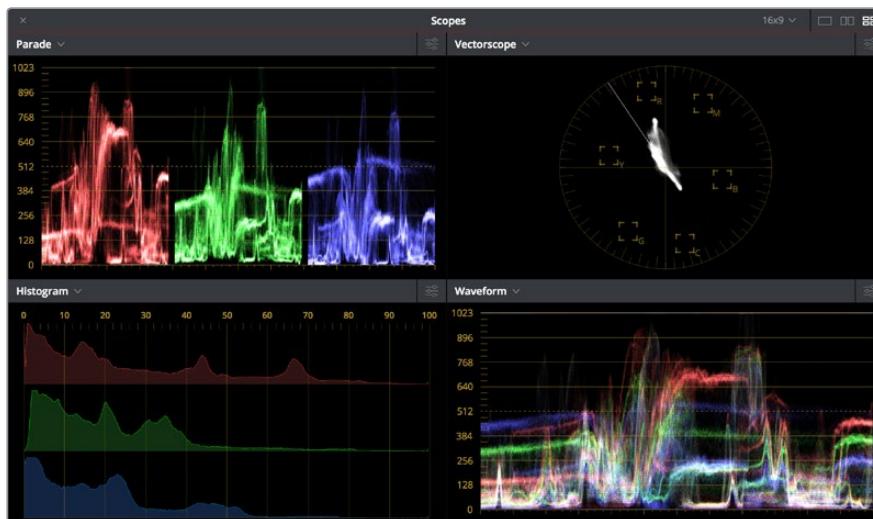 Scopes
16x9
Parade
1023
896
768
640
512
384
256
128
0
Vectorscope
R
M
Y
B
G
C
Histogram
0 10 20 30 40 50 60 70 80 90 100
Waveform
1023
896
768
640
512
384
256
128
0